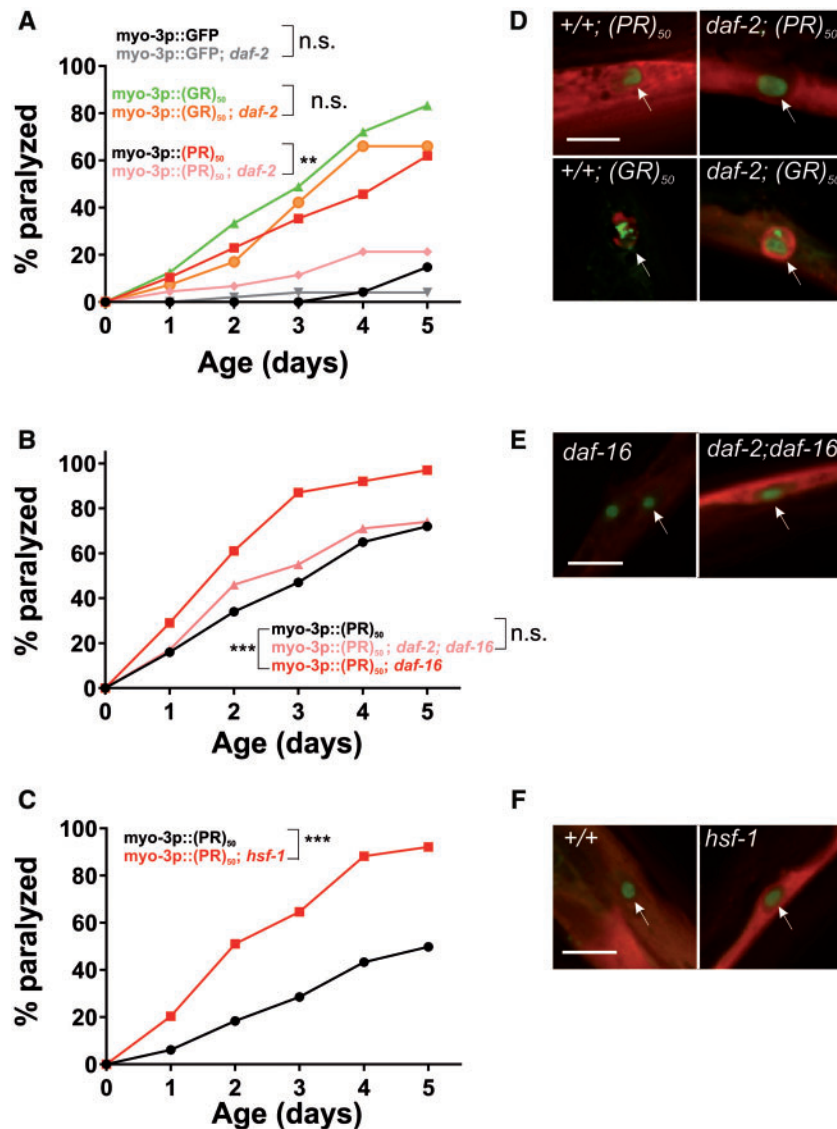 A
myo-3p::GFP
myo-3p::GFP; daf-2
n.s.
myo-3p::(GR)50
myo-3p::(GR)50; daf-2
n.s.
myo-3p::(PR)50
myo-3p::(PR)50; daf-2
**
% paralyzed
100
80
60
40
20
0
0 1 2 3 4 5
Age (days)
D
+/+; (PR)50
daf-2; (PR)50
+/+; (GR)50
daf-2; (GR)50
B
% paralyzed
100
80
60
40
20
0
myo-3p::(PR)50
myo-3p::(PR)50; daf-2; daf-16
myo-3p::(PR)50; daf-16
***
n.s.
0 1 2 3 4 5
Age (days)
E
daf-16
daf-2;daf-16
C
myo-3p::(PR)50
myo-3p::(PR)50; hsf-1
***
% paralyzed
100
80
60
40
20
0
0 1 2 3 4 5
Age (days)
F
+/+
hsf-1